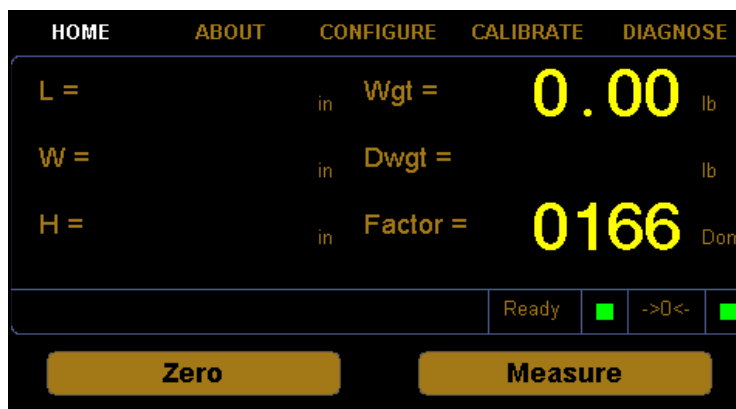 HOME ABOUT CONFIGURE CALIBRATE DIAGNOSE
L = in Wgt = 0.00 lb
W = in Dwgt = lb
H = in Factor = 0166 Dom
Ready ->0<-
Zero Measure